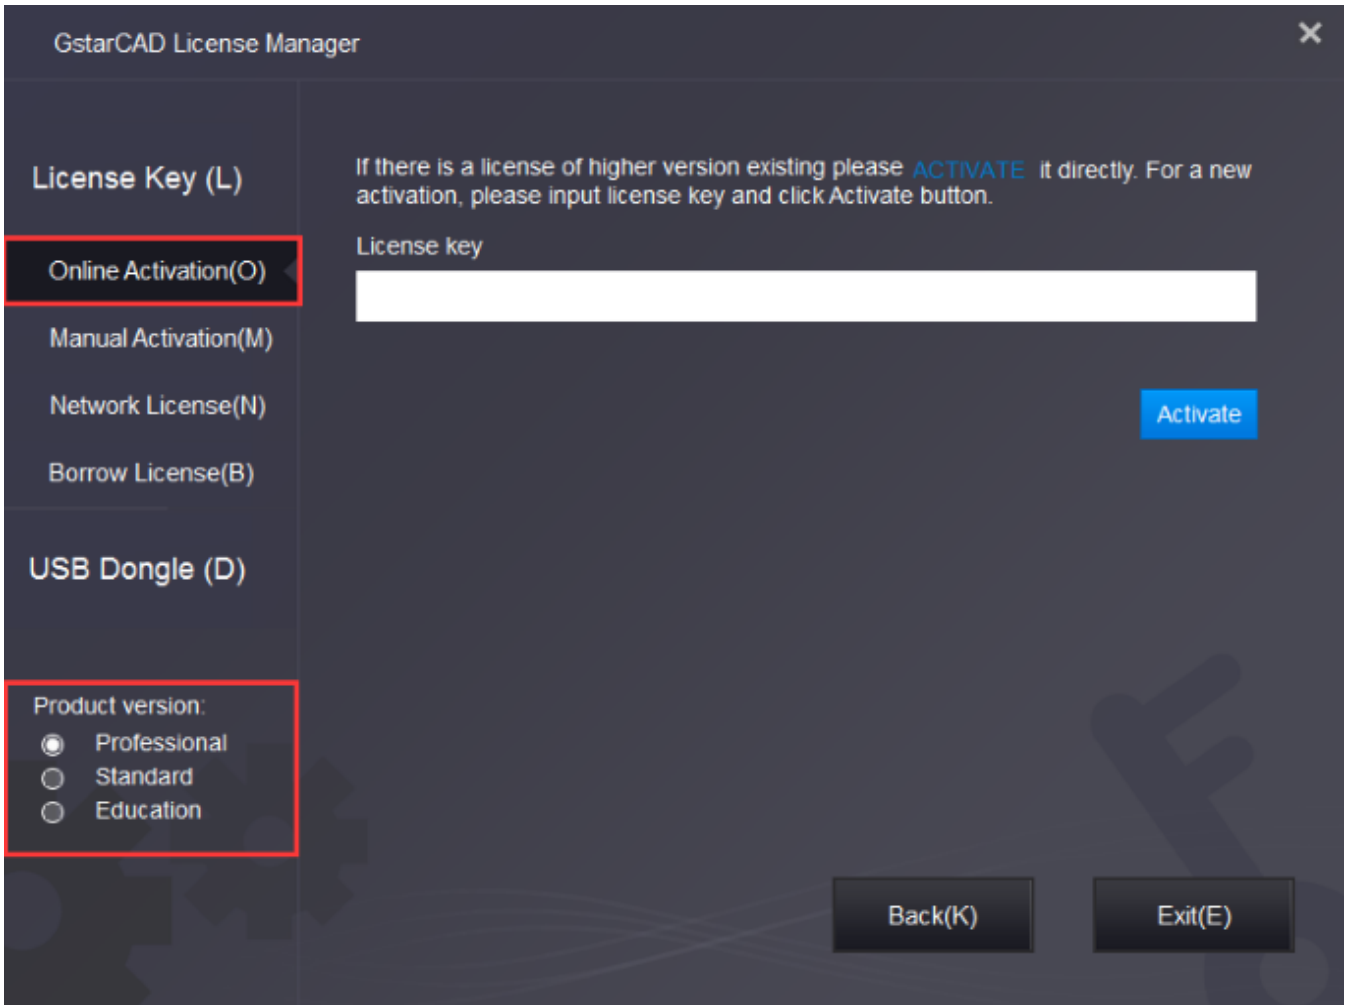 GstarCAD License Manager
License Key (L)
Online Activation(O)
Manual Activation(M)
Network License(N)
Borrow License(B)
USB Dongle (D)
Product version:
Professional
Standard
Education
If there is a license of higher version existing please ACTIVATE it directly. For a new
activation, please input license key and click Activate button.
License key
Activate
Back(K)
Exit(E)